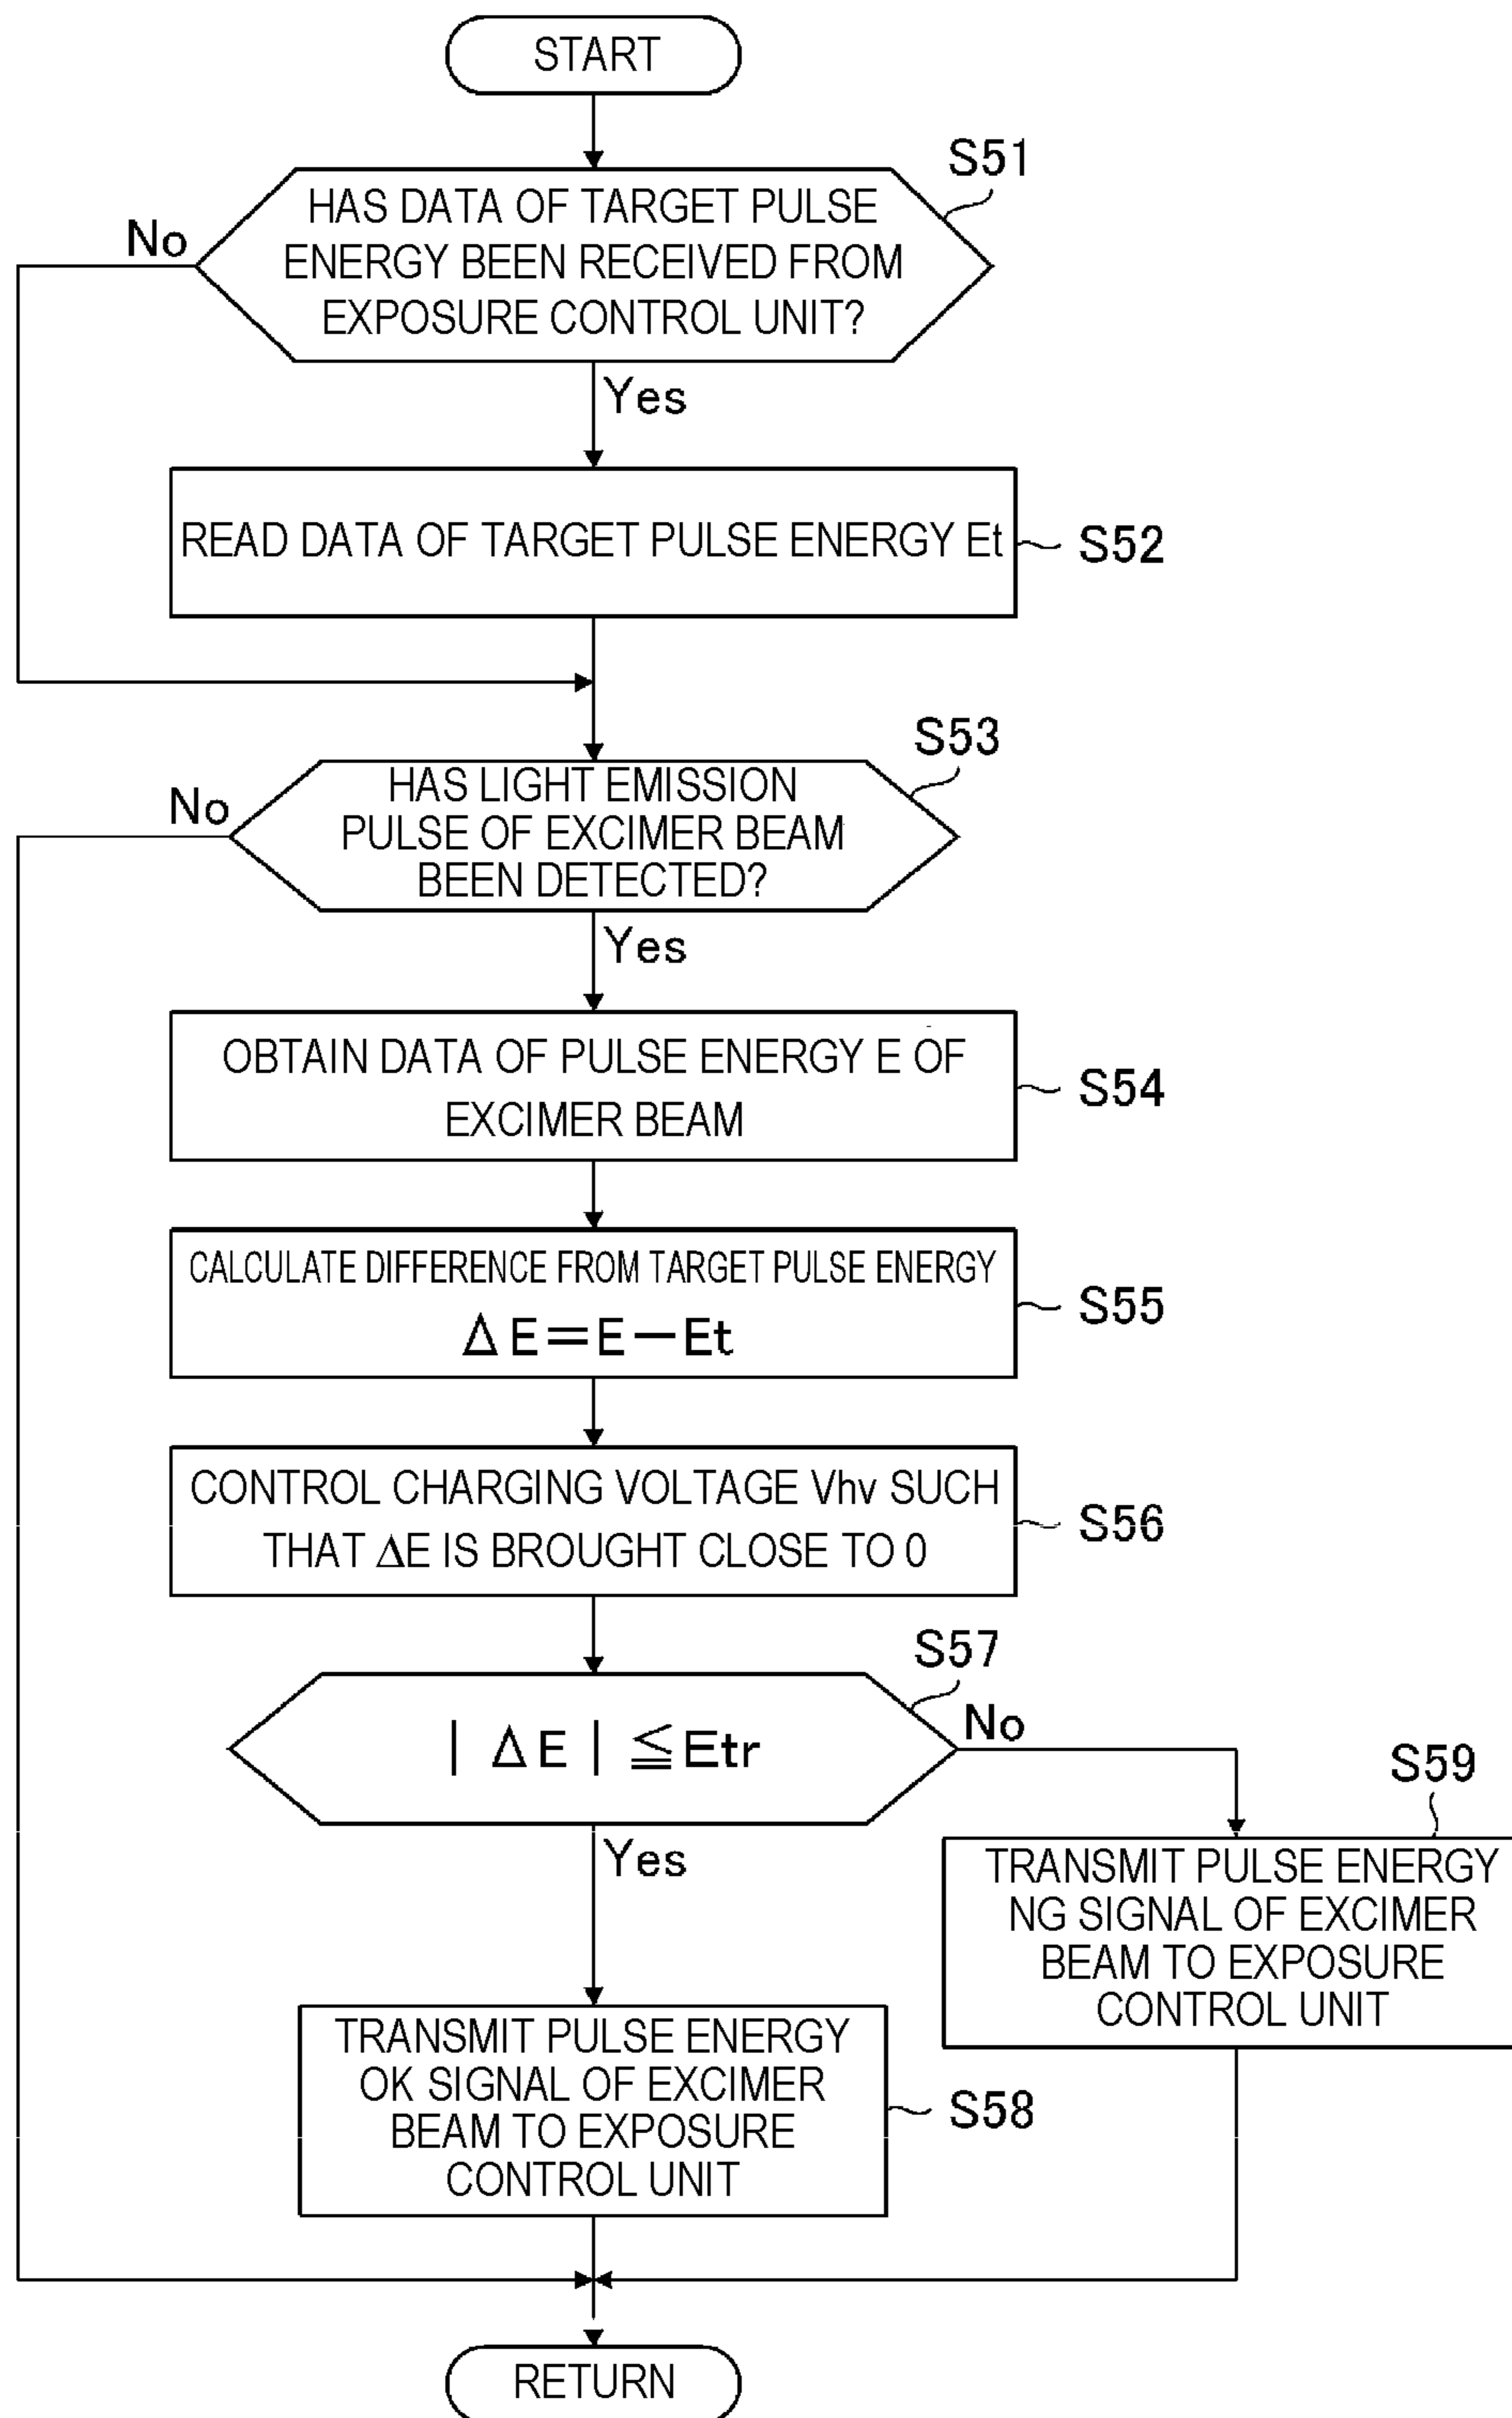 START
S51
HAS DATA OF TARGET PULSE
ENERGY BEEN RECEIVED FROM
EXPOSURE CONTROL UNIT?
No
Yes
READ DATA OF TARGET PULSE ENERGY Et
S52
S53
HAS LIGHT EMISSION
PULSE OF EXCIMER BEAM
BEEN DETECTED?
No
Yes
OBTAIN DATA OF PULSE ENERGY E OF
EXCIMER BEAM
S54
CALCULATE DIFFERENCE FROM TARGET PULSE ENERGY
ΔE=E−Et
S55
CONTROL CHARGING VOLTAGE Vhv SUCH
THAT ΔE IS BROUGHT CLOSE TO 0
S56
S57
|ΔE|≦Etr
No
Yes
S59
TRANSMIT PULSE ENERGY
NG SIGNAL OF EXCIMER
BEAM TO EXPOSURE
CONTROL UNIT
TRANSMIT PULSE ENERGY
OK SIGNAL OF EXCIMER
BEAM TO EXPOSURE
CONTROL UNIT
S58
RETURN